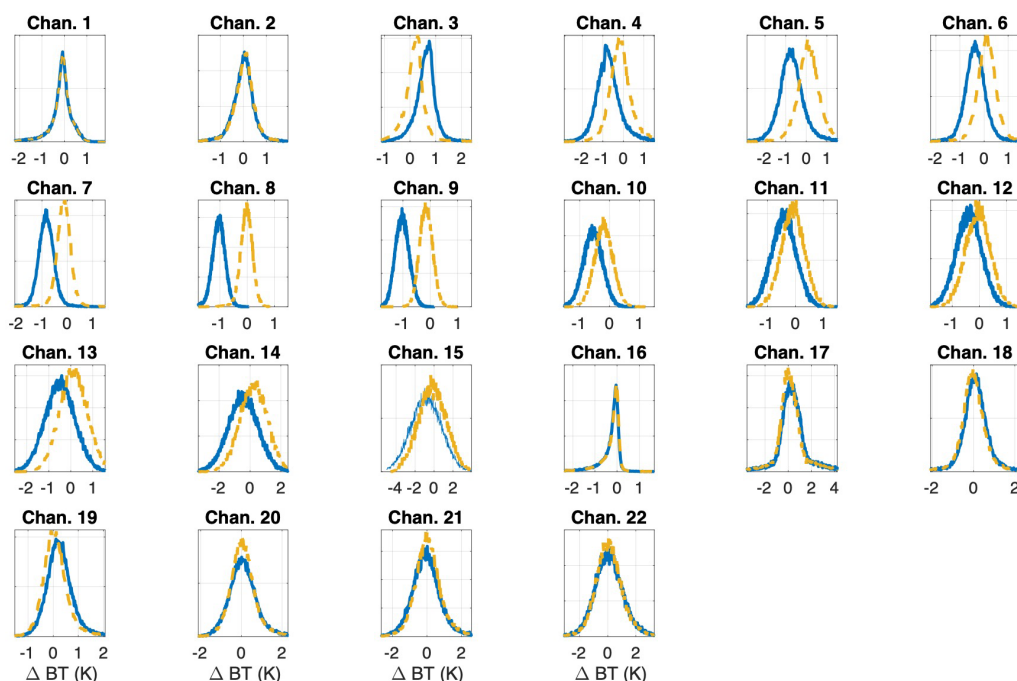 Chan. 1 Chan. 2 Chan. 3 Chan. 4 Chan. 5 Chan. 6
-2 -1 0 1 -1 0 1 -1 0 1 2 -2 -1 0 1 -2 -1 0 1 -2 -1 0 1
Chan. 7 Chan. 8 Chan. 9 Chan. 10 Chan. 11 Chan. 12
-2 -1 0 1 -1 0 1 -1 0 1 -1 0 1 -1 0 1 -1 0 1
Chan. 13 Chan. 14 Chan. 15 Chan. 16 Chan. 17 Chan. 18
-1 0 1 -2 0 2 -4 -2 0 2 -2 -1 0 1 -2 0 2 4 -2 0 2
Chan. 19 Chan. 20 Chan. 21 Chan. 22
-1 0 1 2 -2 0 2 -2 0 2 -2 0 2
Δ BT (K) Δ BT (K) Δ BT (K) Δ BT (K)